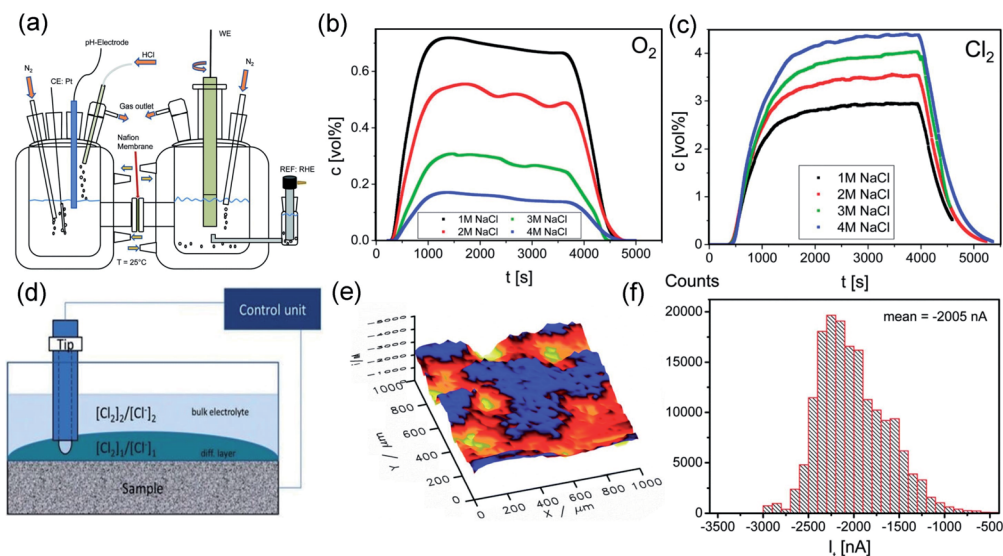 (a)
pH-Electrode
WE
N2
CE: Pt
HCl
N2
Gas outlet
Nafion
Membrane
REF: RHE
T = 25°C
(b)
O2
c [vol%]
0.6
0.4
0.2
0.0
1M NaCl 3M NaCl
2M NaCl 4M NaCl
0 1000 2000 3000 4000 5000
t [s]
(c)
Cl2
c [vol%]
4
3
2
1
0
1M NaCl
2M NaCl
3M NaCl
4M NaCl
0 1000 2000 3000 4000 5000
t [s]
(d)
Control unit
Tip
[Cl2]2/[Cl-]2
bulk electrolyte
[Cl2]1/[Cl-]1
diff. layer
Sample
(e)
1000
800
600
400
200
0
Y / µm
0 200 400 600 800 1000
X / µm
(f)
Counts
mean = -2005 nA
20000
15000
10000
5000
0
-3500 -3000 -2500 -2000 -1500 -1000 -500
[nA]